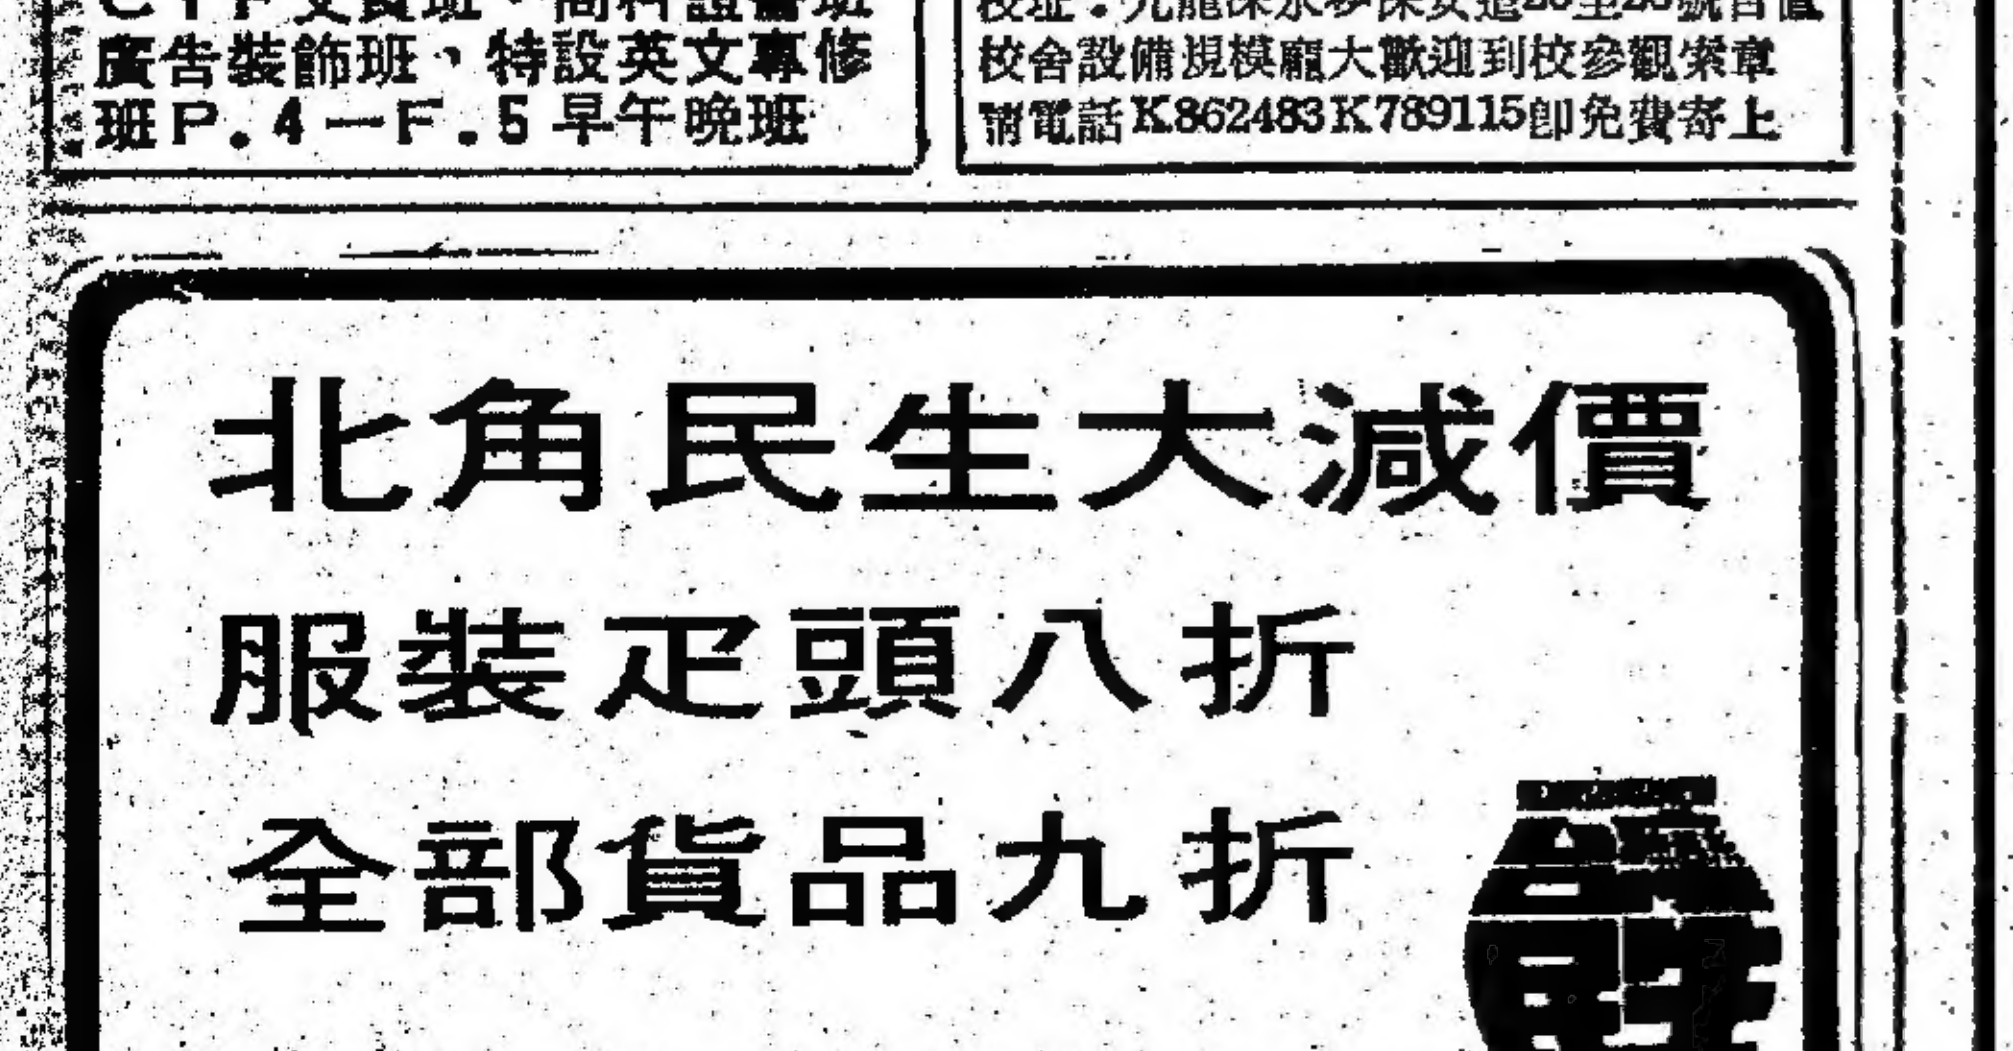 廣告裝飾班、特設英文專修
班P.4—F.5早午晚班
校舍設備規模龐大歡迎到校參觀索章
請電話K862483K789115即免費寄上
北角民生大減價
服裝疋頭八折
全部貨品九折